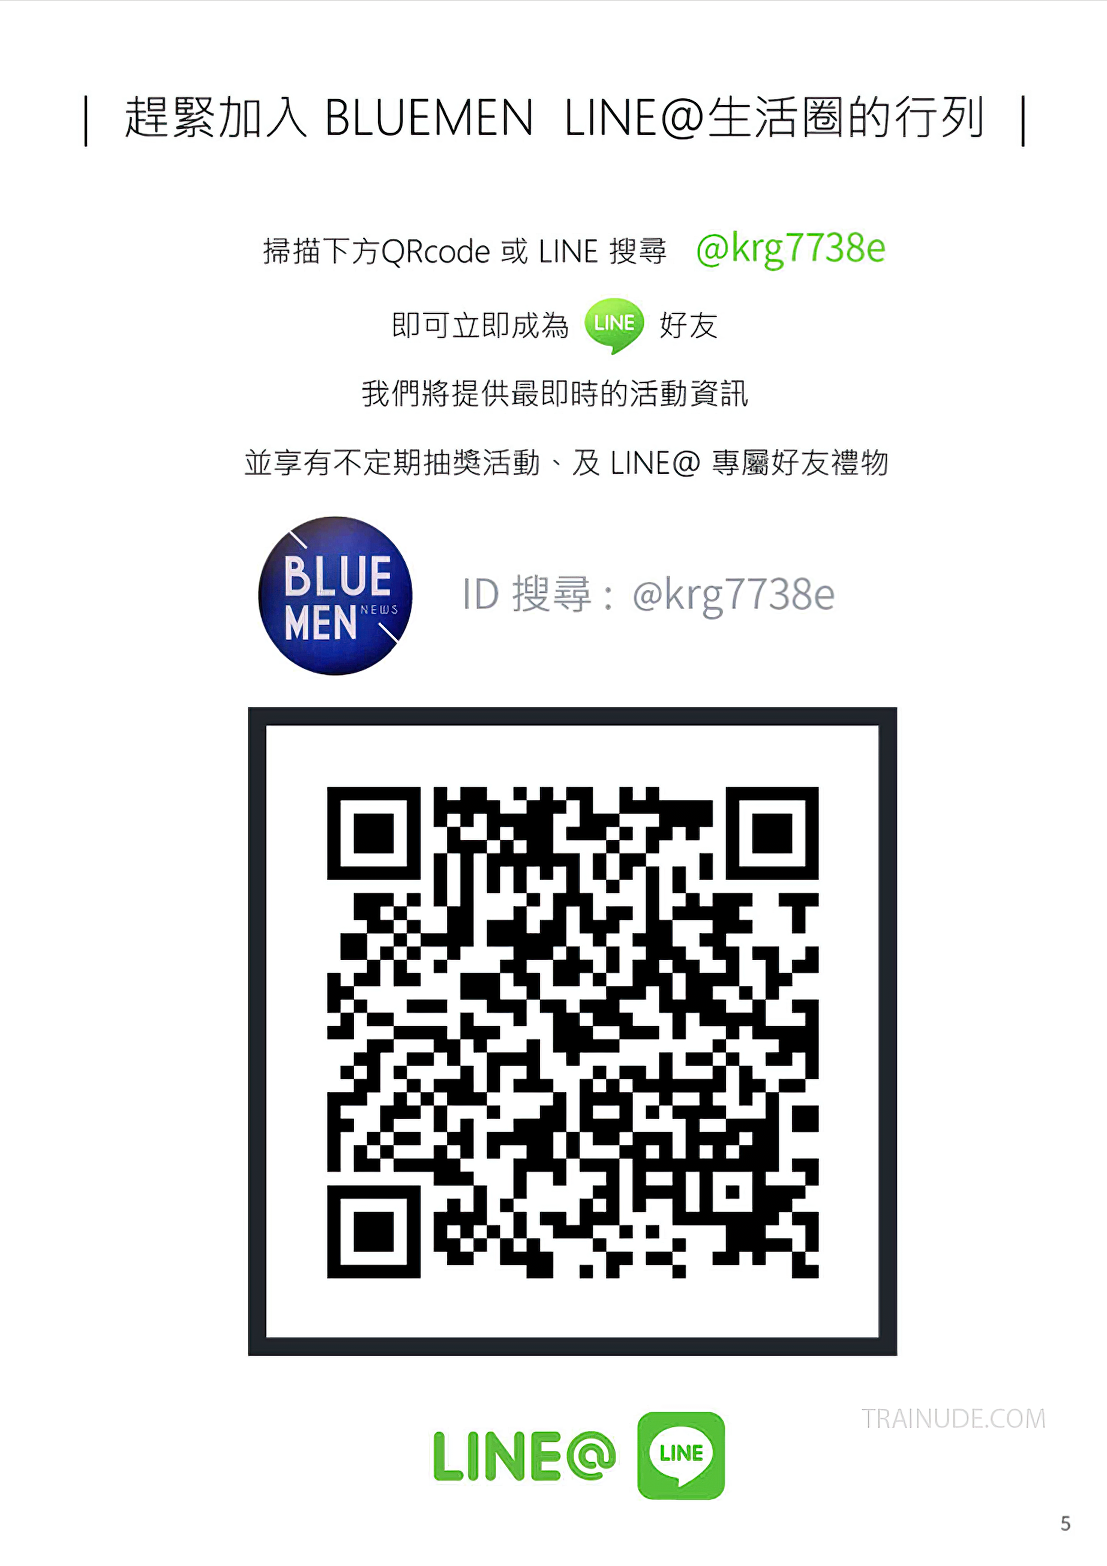 | 趕緊加入 BLUEMEN LINE@生活圈的行列 |
掃描下方QRcode 或 LINE 搜尋 @krg7738e
即可立即成為 LINE 好友
我們將提供最即時的活動資訊
並享有不定期抽獎活動、及 LINE@ 專屬好友禮物
BLUE
MEN NEWS
ID 搜尋: @krg7738e
TRAINUDE.COM
LINE@ LINE
5